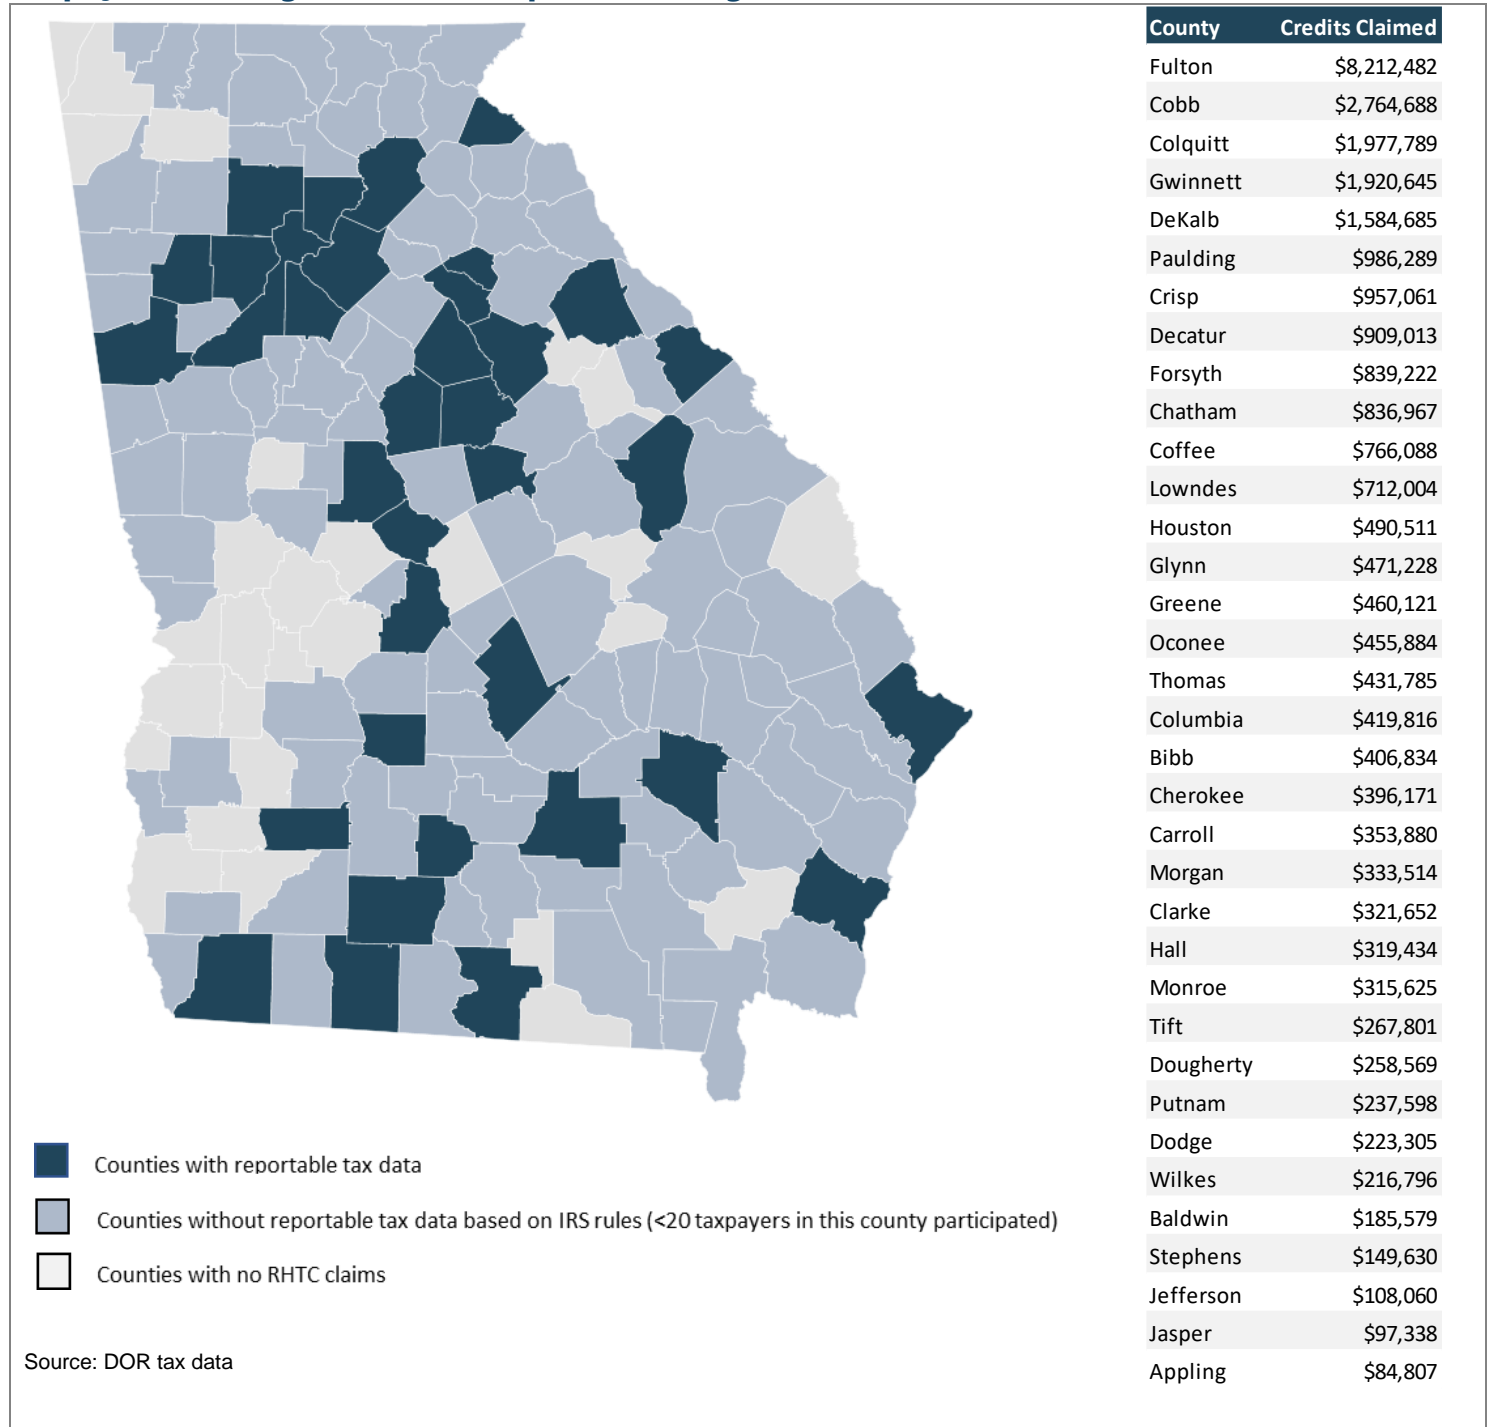 County Credits Claimed
Fulton $8,212,482
Cobb $2,764,688
Colquitt $1,977,789
Gwinnett $1,920,645
DeKalb $1,584,685
Paulding $986,289
Crisp $957,061
Decatur $909,013
Forsyth $839,222
Chatham $836,967
Coffee $766,088
Lowndes $712,004
Houston $490,511
Glynn $471,228
Greene $460,121
Oconee $455,884
Thomas $431,785
Columbia $419,816
Bibb $406,834
Cherokee $396,171
Carroll $353,880
Morgan $333,514
Clarke $321,652
Hall $319,434
Monroe $315,625
Tift $267,801
Dougherty $258,569
Putnam $237,598
Dodge $223,305
Wilkes $216,796
Baldwin $185,579
Stephens $149,630
Jefferson $108,060
Jasper $97,338
Appling $84,807
Counties with reportable tax data
Counties without reportable tax data based on IRS rules (<20 taxpayers in this county participated)
Counties with no RHTC claims
Source: DOR tax data